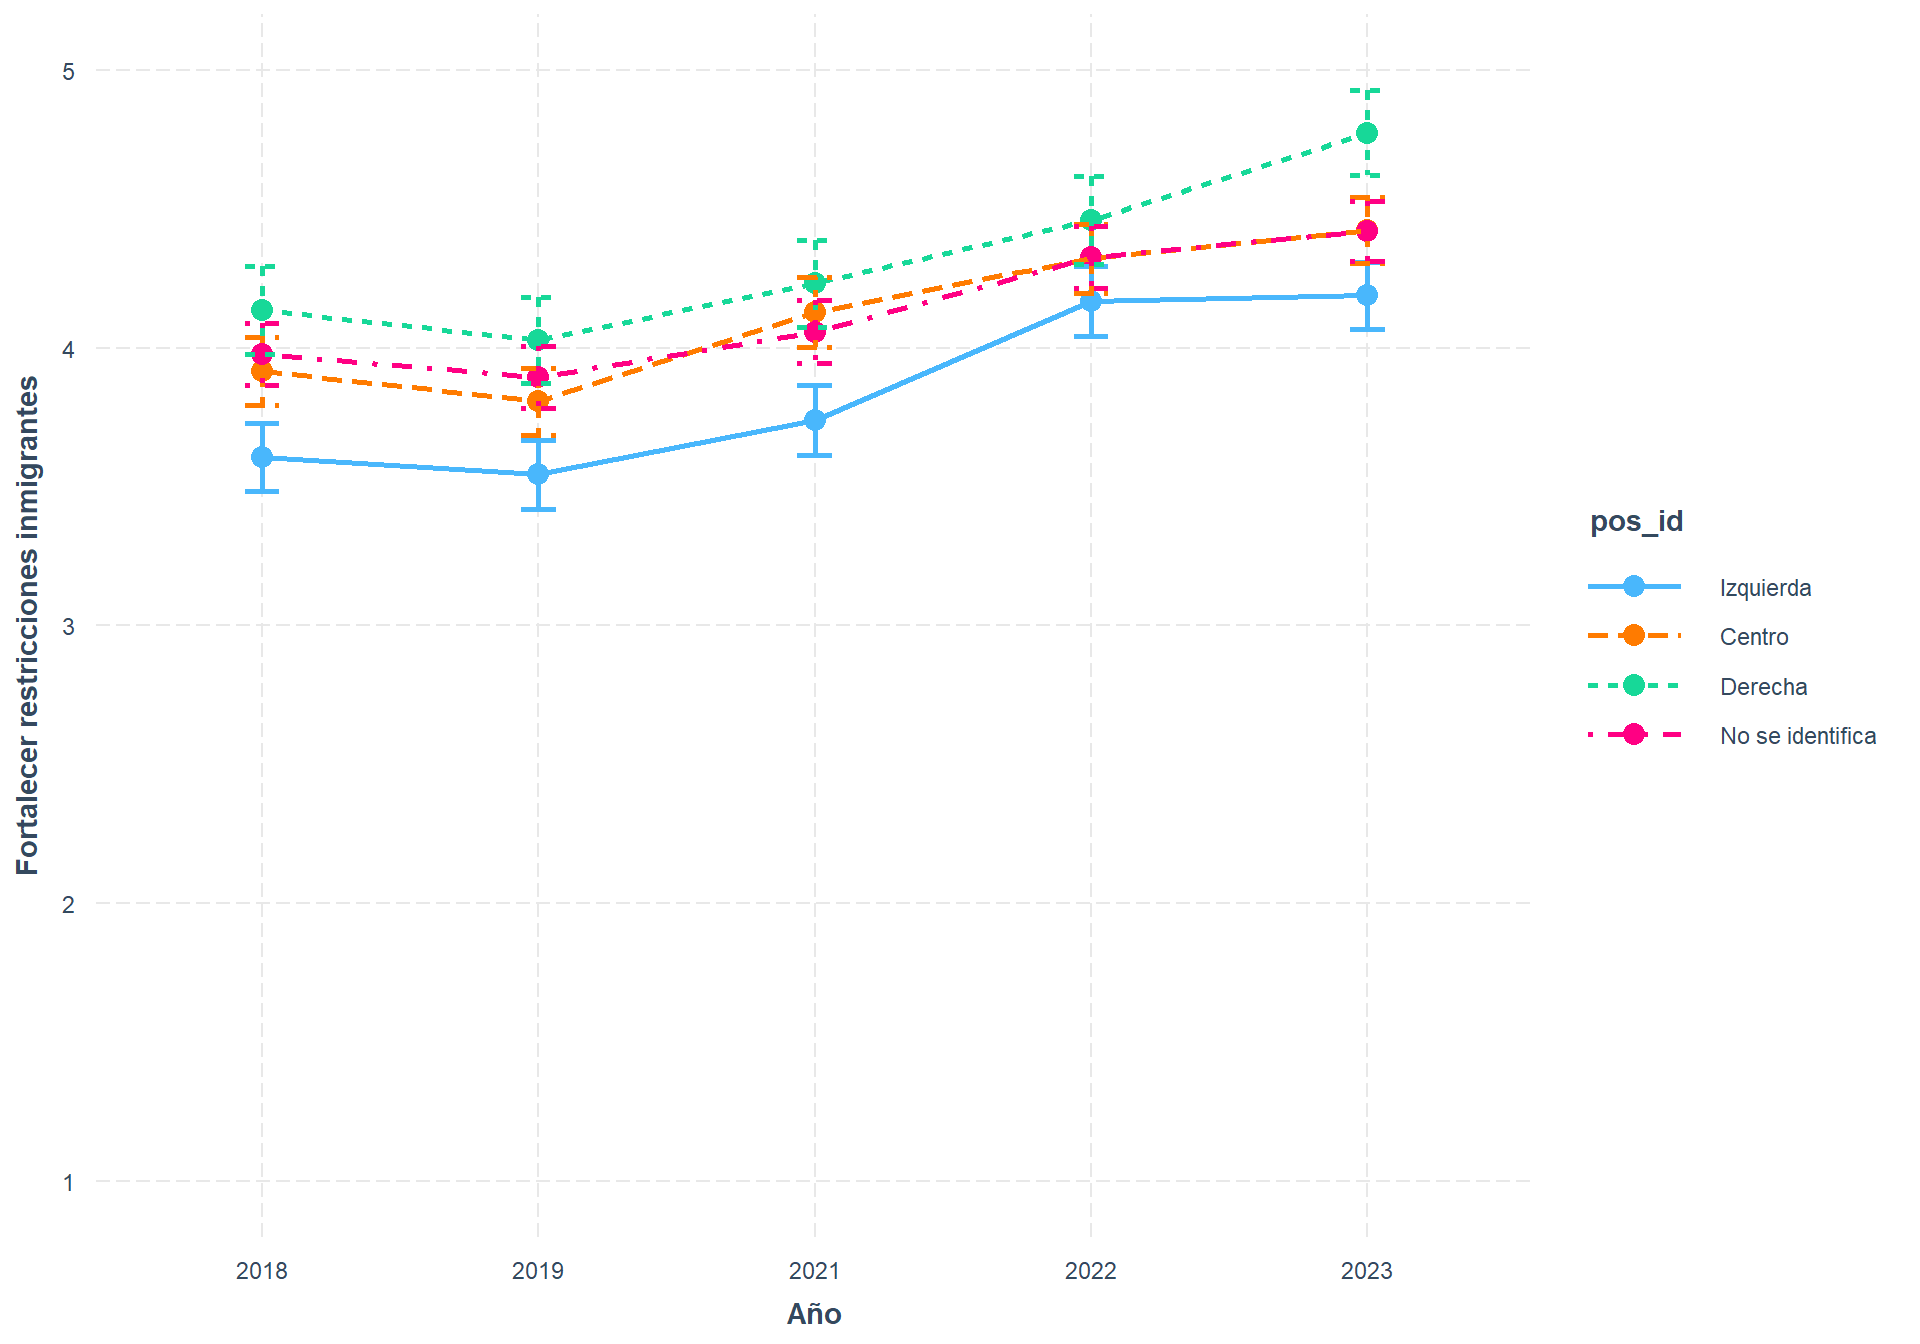 Fortalecer restricciones inmigrantes
5
4
3
2
1
2018 2019 2021 2022 2023
Año
pos_id
Izquierda
Centro
Derecha
No se identifica